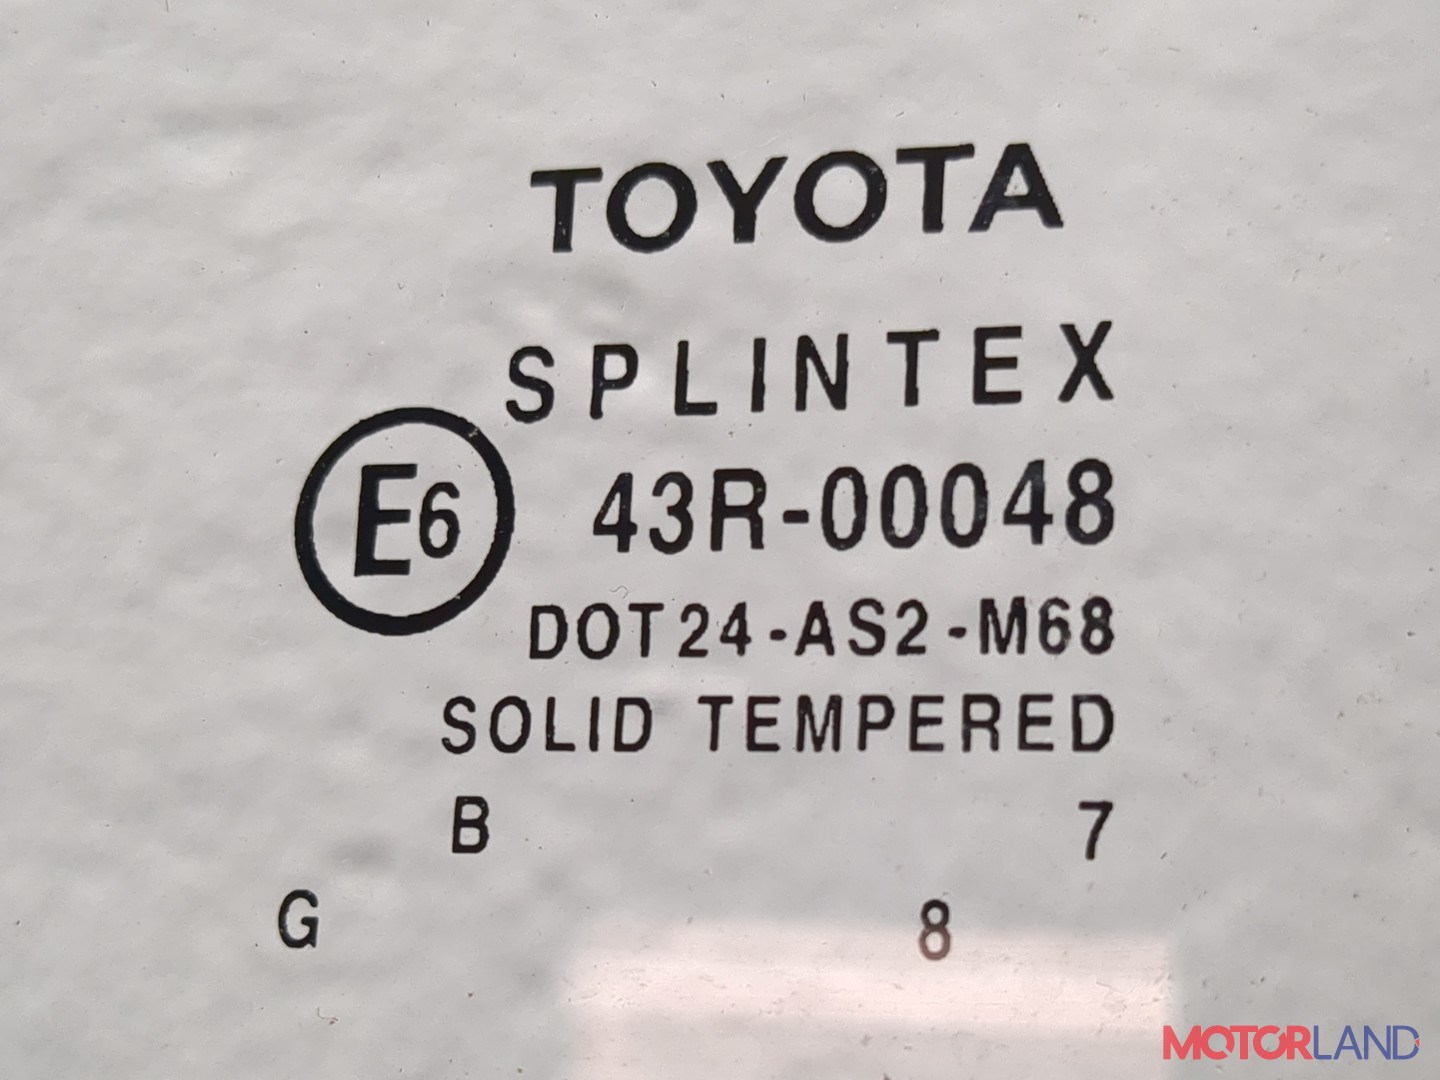 TOYOTA
SPLINTEX
E6 43R-00048
DOT24-AS2-M68
SOLID TEMPERED
B 7
G 8
MOTORLAND